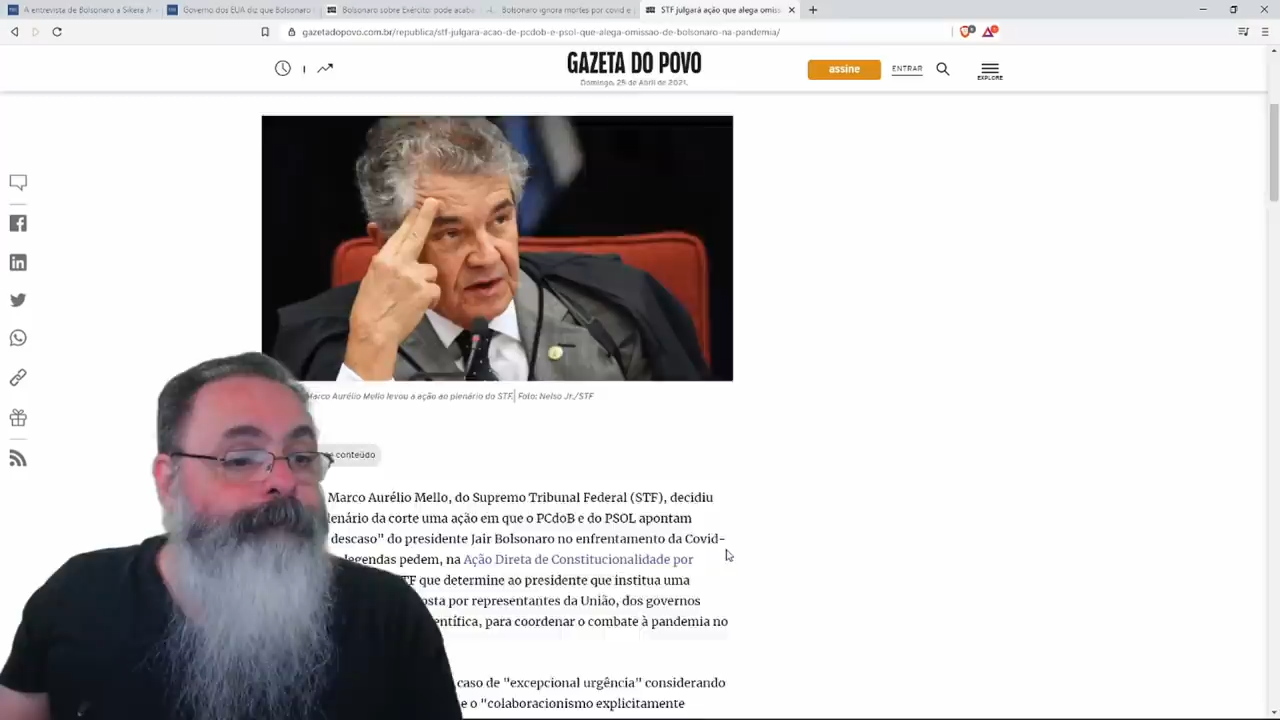 A entrevista de Bolsonaro a Sikera Jr
Governo dos EUA diz que Bolsonaro
Bolsonaro sobre Exército: pode acaba
Bolsonaro ignora mortes por covid e
STF julgará ação que alega omiss
gazetadopovo.com.br/republica/stf-julgara-acao-de-pcdob-e-psol-que-alega-omissao-de-bolsonaro-na-pandemia/
GAZETA DO POVO
Domingo, 25 de Abril de 2021.
assine
ENTRAR
EXPLORE
Marco Aurélio Mello levou a ação ao plenário do STF.| Foto: Nelso Jr./STF
conteúdo
Marco Aurélio Mello, do Supremo Tribunal Federal (STF), decidiu
lenário da corte uma ação em que o PCdoB e do PSOL apontam
descaso" do presidente Jair Bolsonaro no enfrentamento da Covid-
legendas pedem, na Ação Direta de Constitucionalidade por
TF que determine ao presidente que institua uma
osta por representantes da União, dos governos
entífica, para coordenar o combate à pandemia no
caso de "excepcional urgência" considerando
e o "colaboracionismo explicitamente